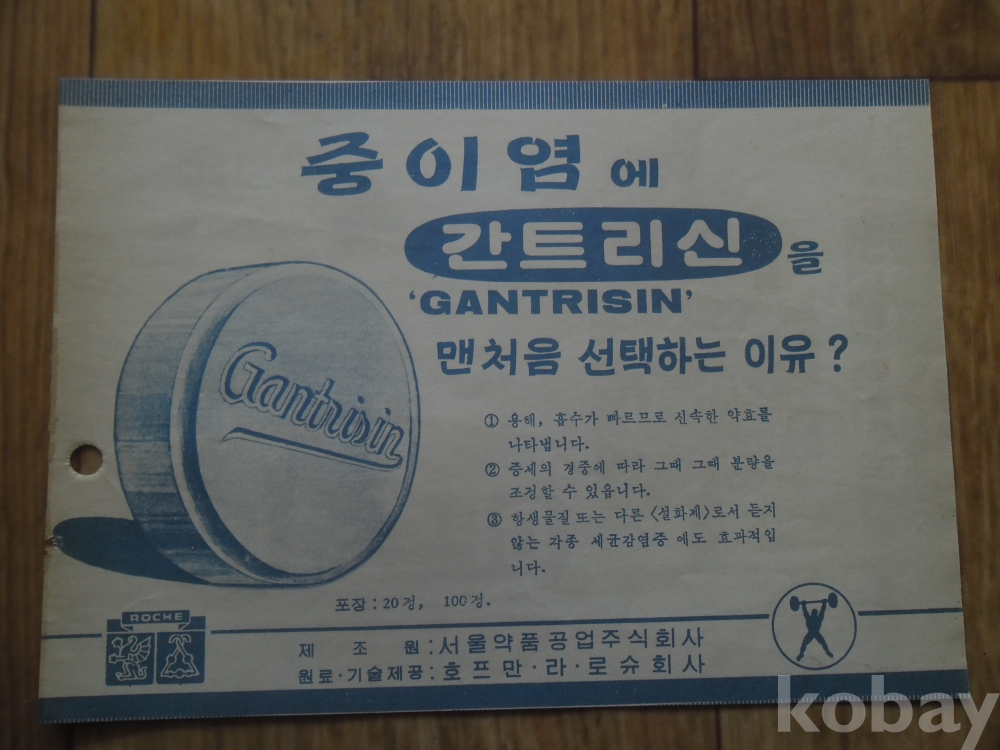 중이염에
간트리신을
‘GANTRISIN’
맨처음 선택하는 이유?
Gantrisin
① 용해, 흡수가 빠르므로 신속한 약효를
나타냅니다.
② 증세의 경중에 따라 그때 그때 분량을
조정할 수 있읍니다.
③ 항생물질 또는 다른 〈설화제〉로서 듣지
않는 각종 세균감염증에도 효과적입
니다.
포장 : 20정, 100정.
ROCHE
제 조 원 : 서울약품공업주식회사
원료·기술제공 : 호프만·라·로슈회사
kobay